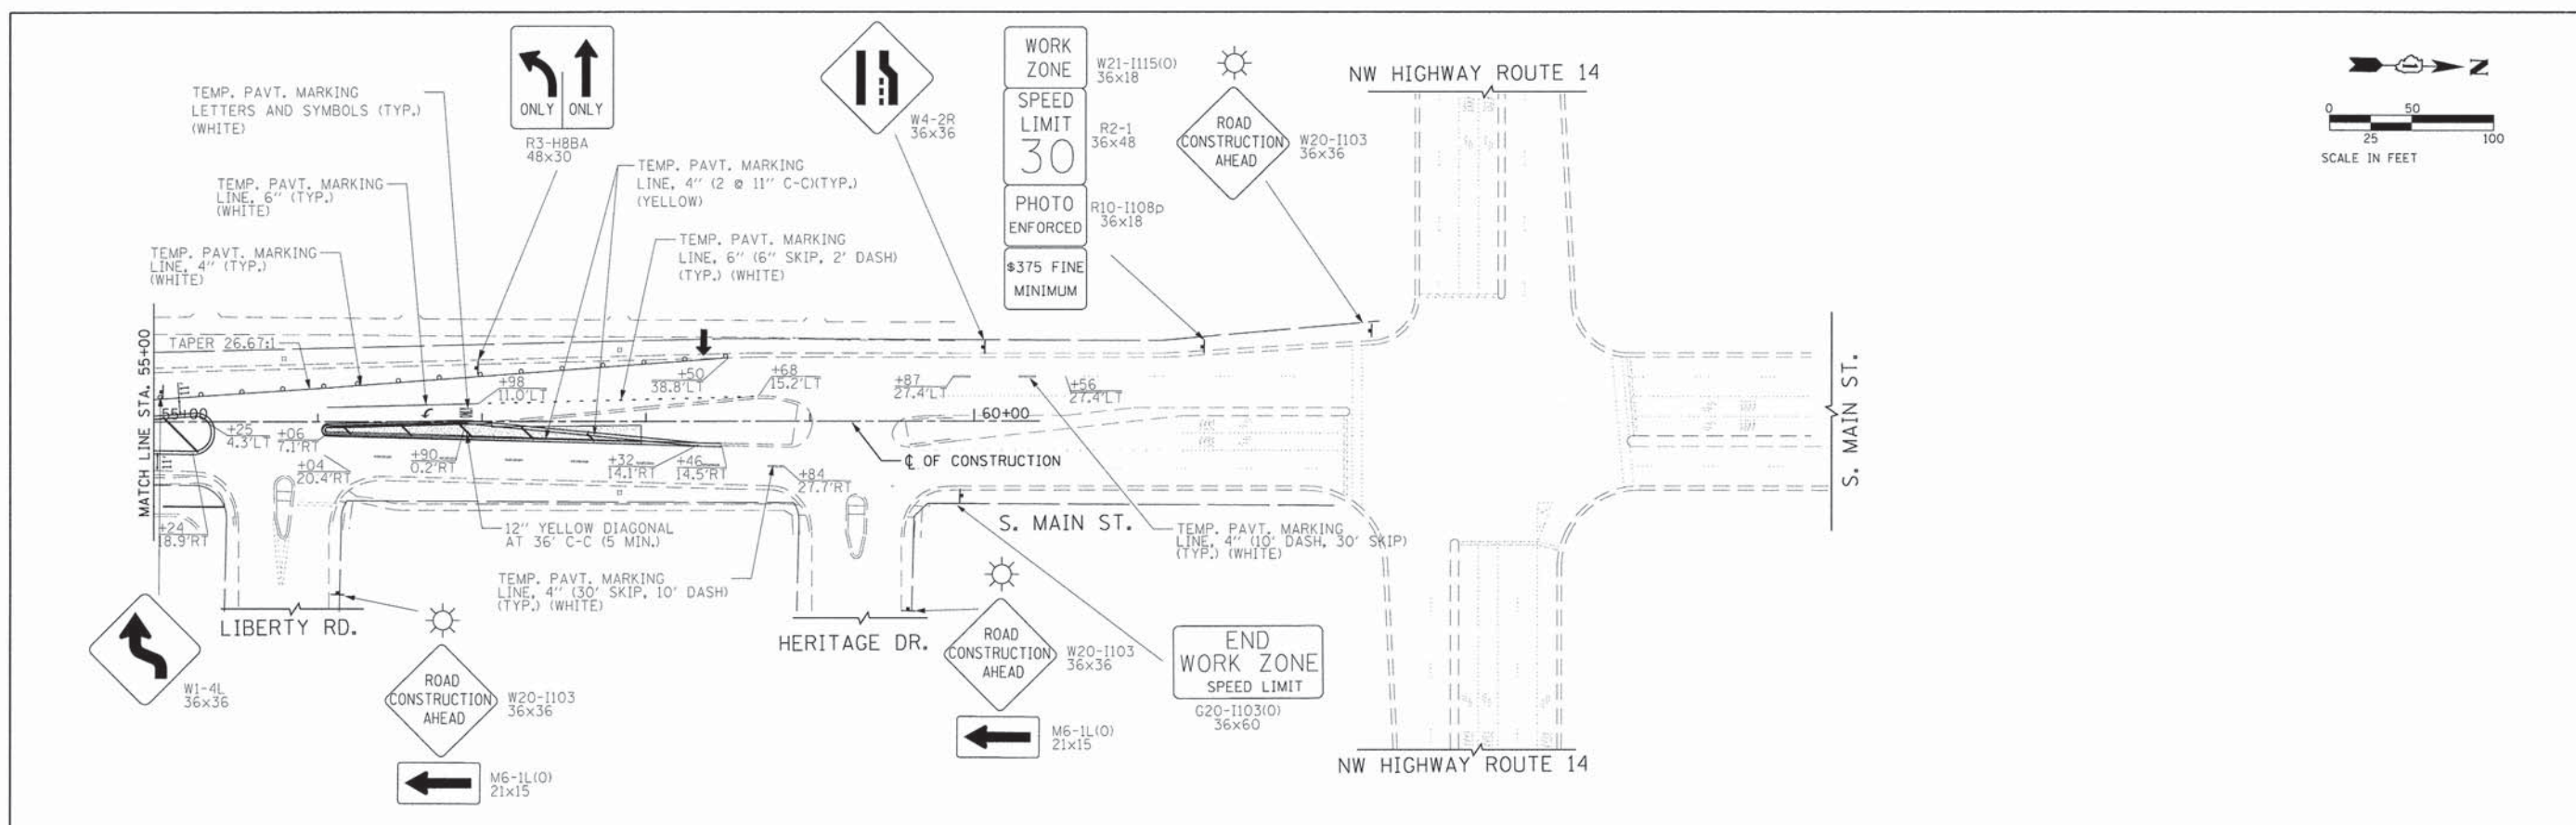 ONLY ONLY
R3-H8BA
48x30
W4-2R
36x36
WORK
ZONE
W21-I115(O)
36x18
SPEED
LIMIT
30
R2-1
36x48
PHOTO
ENFORCED
R10-I108p
36x18
$375 FINE
MINIMUM
ROAD
CONSTRUCTION
AHEAD
W20-I103
36x36
NW HIGHWAY ROUTE 14
N
0 50
25 100
SCALE IN FEET
TEMP. PAVT. MARKING
LETTERS AND SYMBOLS (TYP.)
(WHITE)
TEMP. PAVT. MARKING
LINE, 6" (TYP.)
(WHITE)
TEMP. PAVT. MARKING
LINE, 4" (TYP.)
(WHITE)
TEMP. PAVT. MARKING
LINE, 4" (2 @ 11" C-C)(TYP.)
(YELLOW)
TEMP. PAVT. MARKING
LINE, 6" (6" SKIP, 2' DASH)
(TYP.) (WHITE)
MATCH LINE STA. 55+00
TAPER 26.67:1
11'
55+00
11'
+25
4.3'LT
+06
7.1'RT
+04
20.4'RT
+24
18.9'RT
+98
11.0'LT
+90
0.2'RT
+50
38.8'LT
+68
15.2'LT
+32
14.1'RT
+46
14.5'RT
+84
27.7'RT
+87
27.4'LT
60+00
+56
27.4'LT
℄ OF CONSTRUCTION
S. MAIN ST.
S. MAIN ST.
12" YELLOW DIAGONAL
AT 36' C-C (5 MIN.)
TEMP. PAVT. MARKING
LINE, 4" (30' SKIP, 10' DASH)
(TYP.) (WHITE)
TEMP. PAVT. MARKING
LINE, 4" (10' DASH, 30' SKIP)
(TYP.) (WHITE)
LIBERTY RD.
HERITAGE DR.
W1-4L
36x36
ROAD
CONSTRUCTION
AHEAD
W20-I103
36x36
M6-1L(O)
21x15
ROAD
CONSTRUCTION
AHEAD
W20-I103
36x36
M6-1L(O)
21x15
END
WORK ZONE
SPEED LIMIT
G20-I103(O)
36x60
NW HIGHWAY ROUTE 14